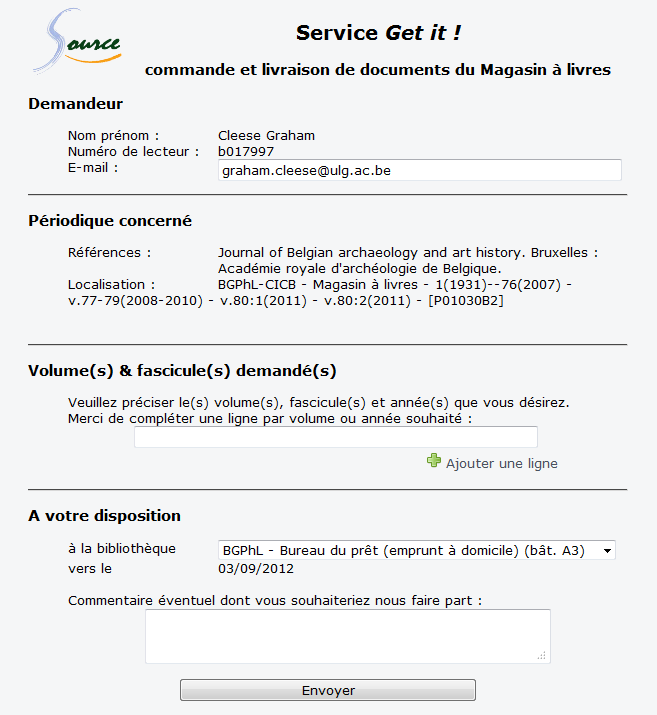 Source
Service Get it !
commande et livraison de documents du Magasin à livres
Demandeur
Nom prénom : Cleese Graham
Numéro de lecteur : b017997
E-mail : graham.cleese@ulg.ac.be
Périodique concerné
Références : Journal of Belgian archaeology and art history. Bruxelles :
Académie royale d'archéologie de Belgique.
Localisation : BGPhL-CICB - Magasin à livres - 1(1931)--76(2007) -
v.77-79(2008-2010) - v.80:1(2011) - v.80:2(2011) - [P01030B2]
Volume(s) & fascicule(s) demandé(s)
Veuillez préciser le(s) volume(s), fascicule(s) et année(s) que vous désirez.
Merci de compléter une ligne par volume ou année souhaité :
Ajouter une ligne
A votre disposition
à la bibliothèque BGPhL - Bureau du prêt (emprunt à domicile) (bât. A3)
vers le 03/09/2012
Commentaire éventuel dont vous souhaiteriez nous faire part :
Envoyer